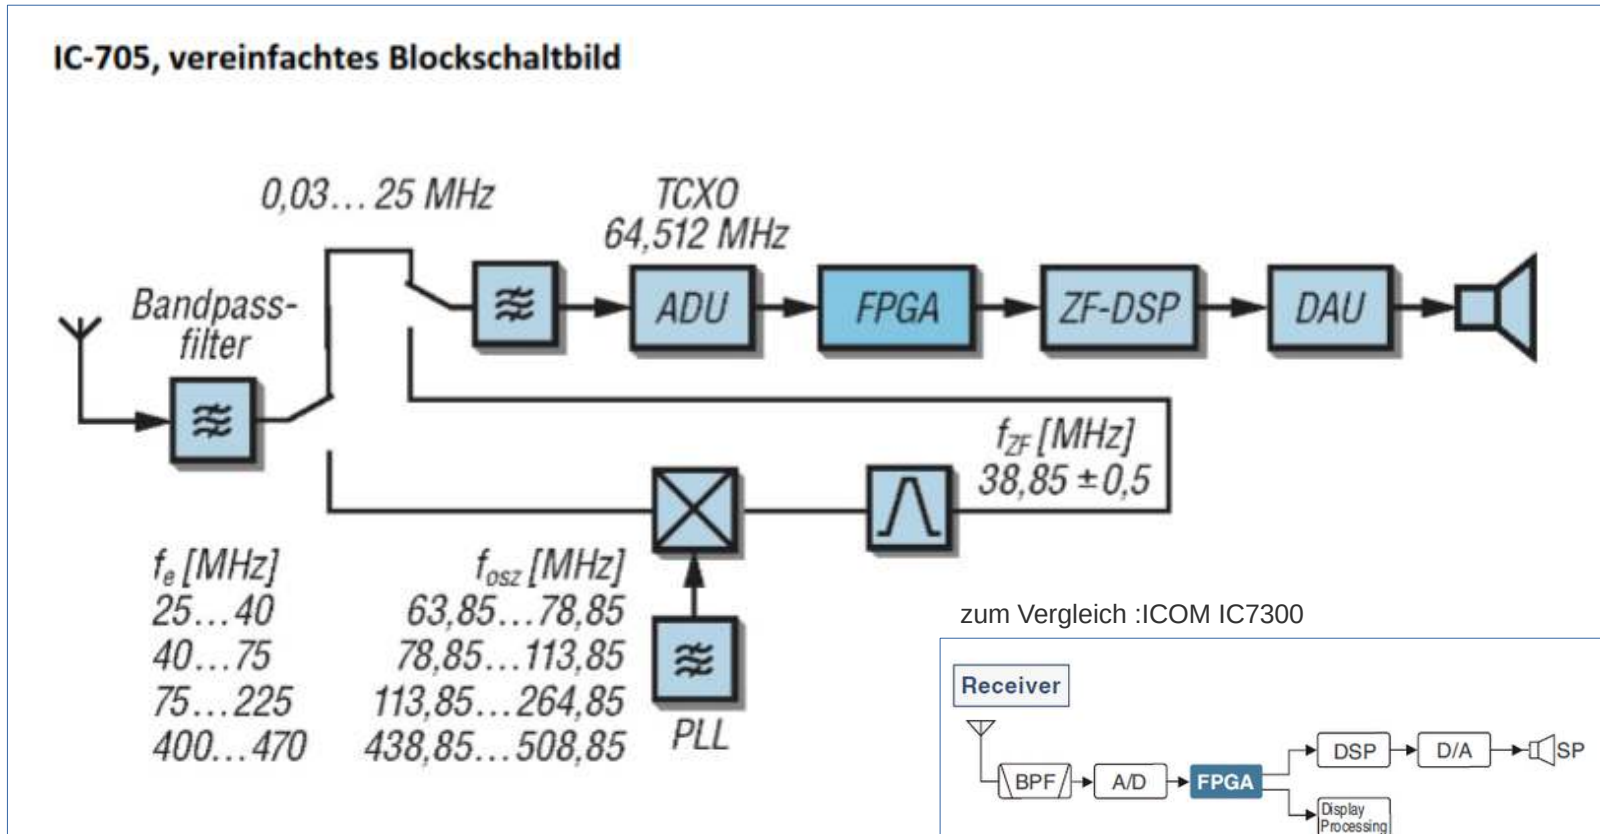 IC-705, vereinfachtes Blockschaltbild
0,03...25 MHz
TCXO
64,512 MHz
Bandpass-
filter
ADU
FPGA
ZF-DSP
DAU
fZF [MHz]
38,85 ±0,5
fe [MHz]
25...40
40...75
75...225
400...470
fosz [MHz]
63,85...78,85
78,85...113,85
113,85...264,85
438,85...508,85
PLL
zum Vergleich :ICOM IC7300
Receiver
BPF
A/D
FPGA
DSP
D/A
SP
Display
Processing